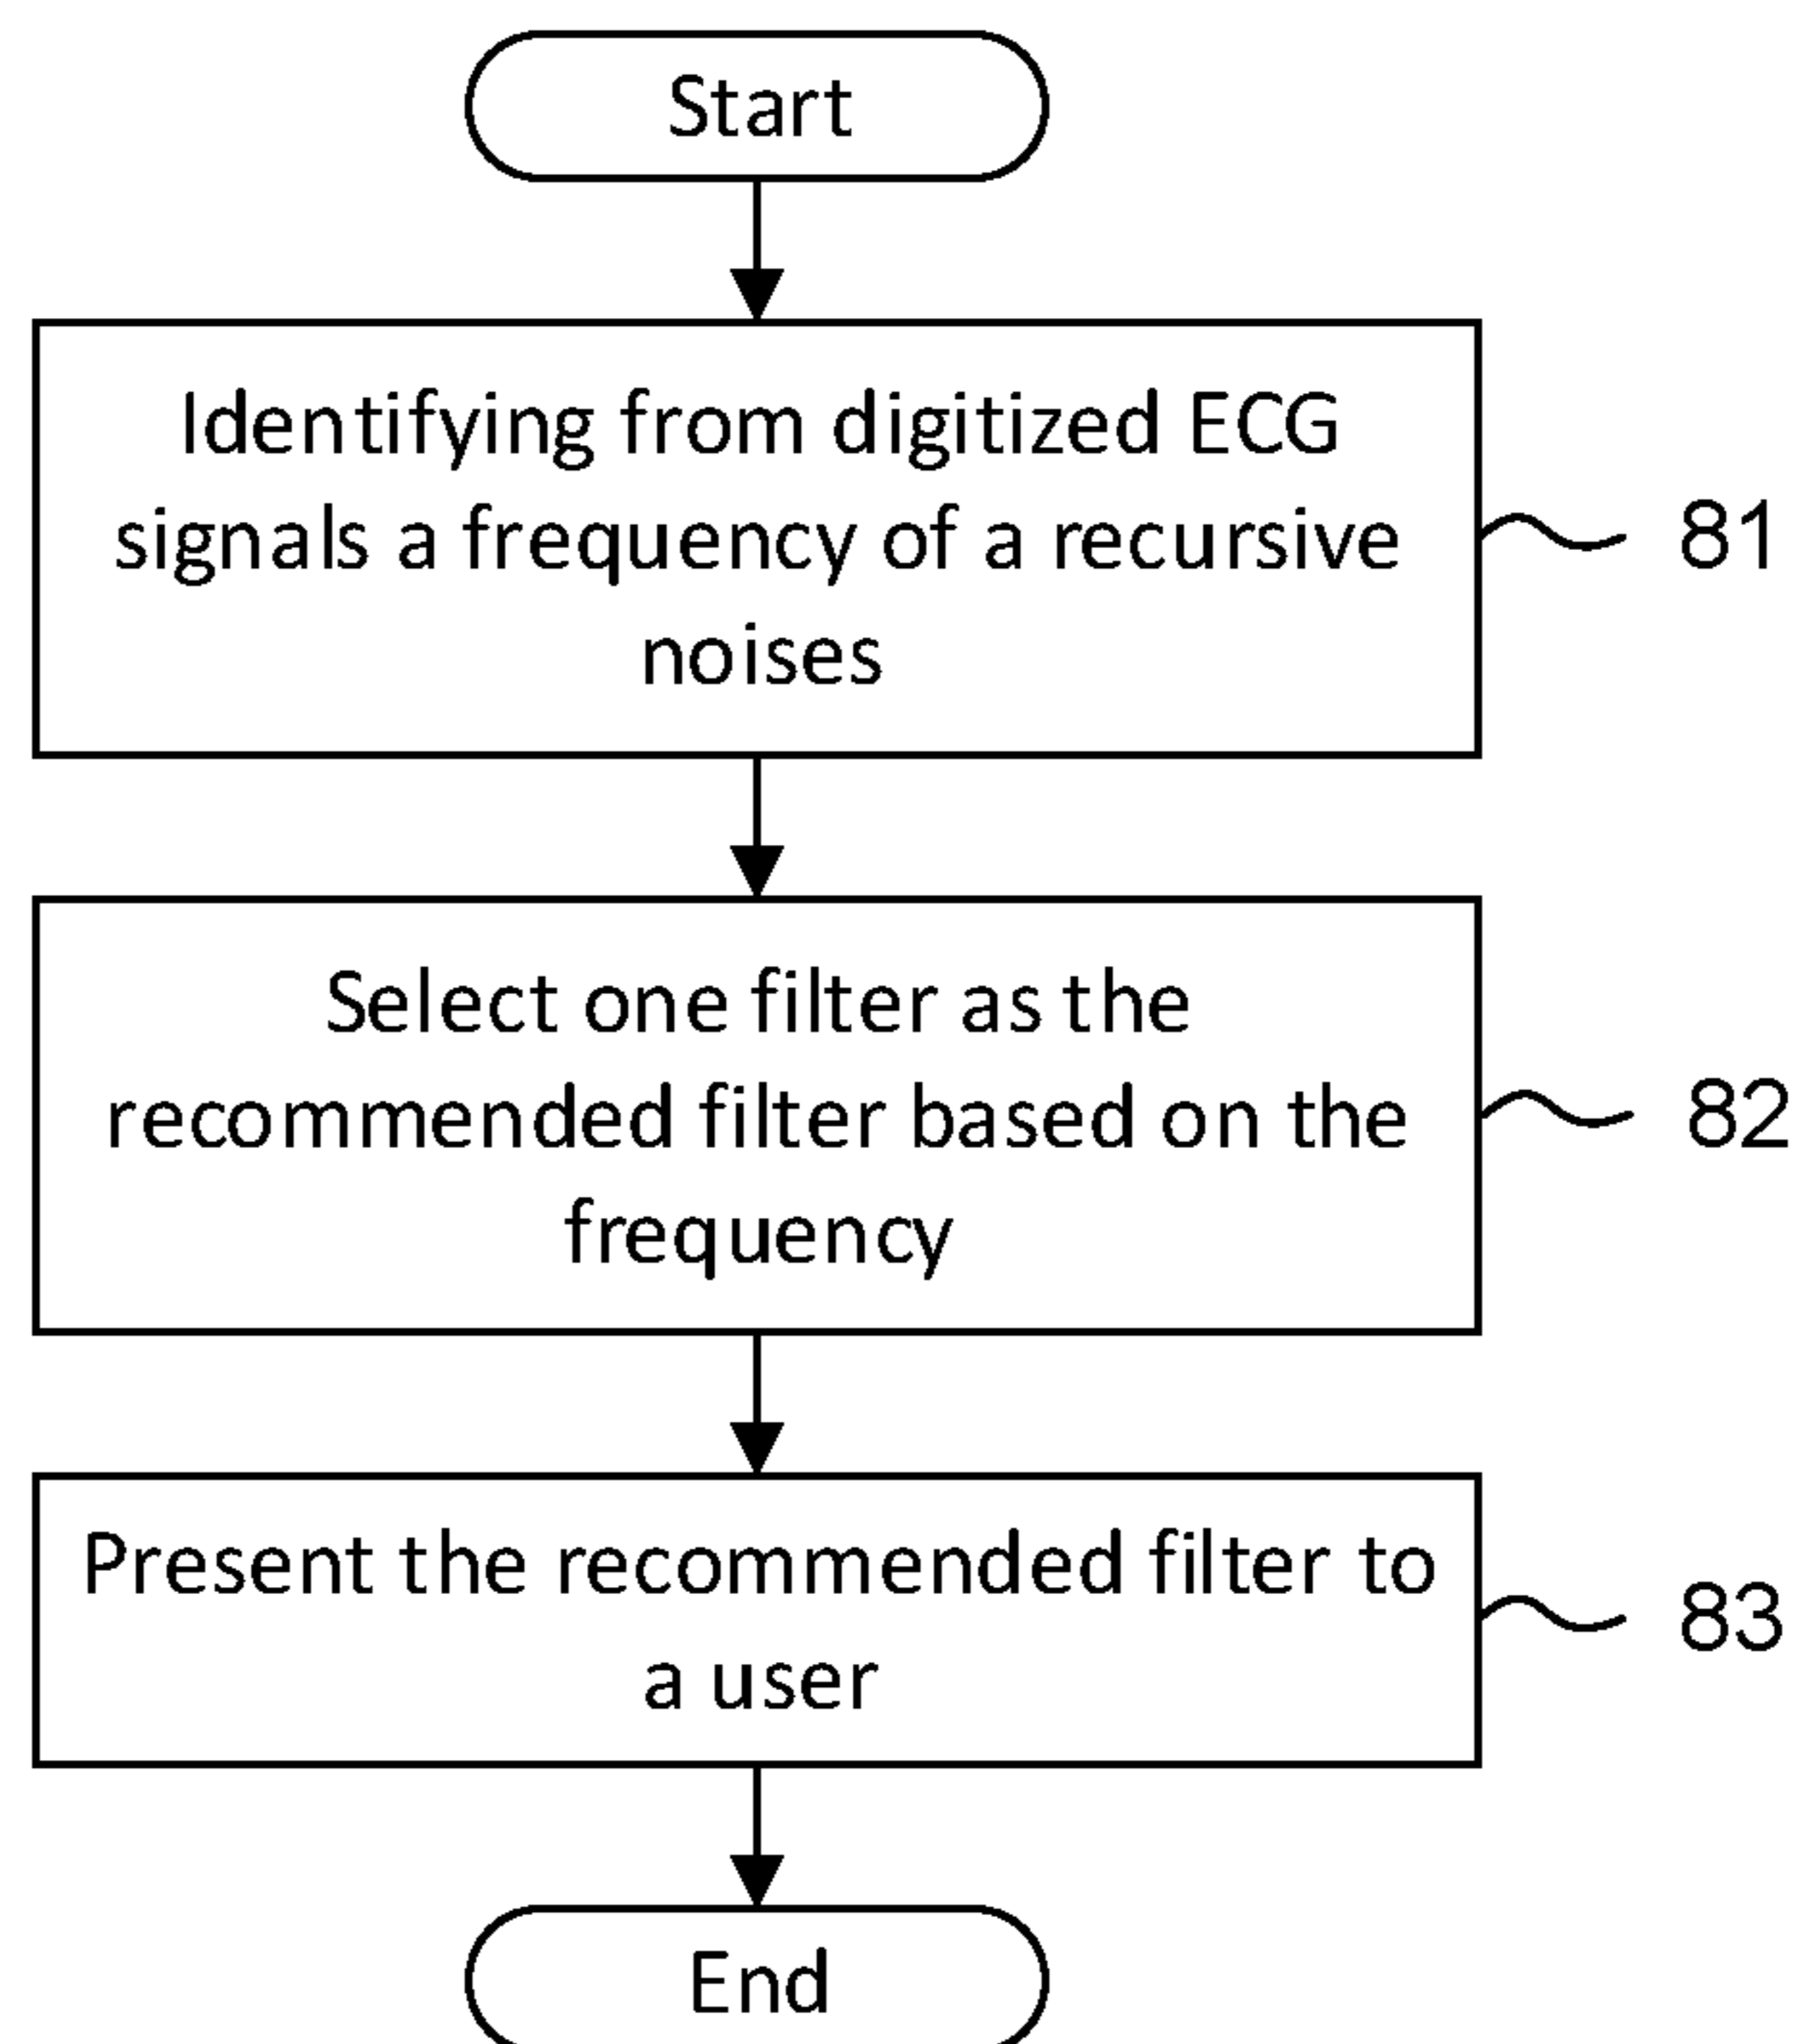 Start
Identifying from digitized ECG
signals a frequency of a recursive
noises
81
Select one filter as the
recommended filter based on the
frequency
82
Present the recommended filter to
a user
83
End